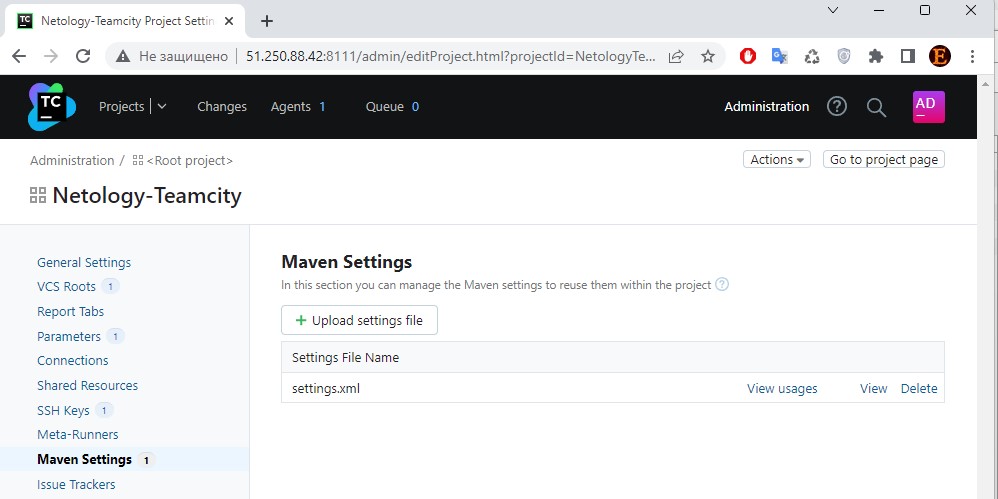 Netology-Teamcity Project Settin
Не защищено 51.250.88.42:8111/admin/editProject.html?projectId=NetologyTe...
TC Projects Changes Agents 1 Queue 0 Administration AD
Administration / <Root project> Actions Go to project page
Netology-Teamcity
General Settings
VCS Roots 1
Report Tabs
Parameters 1
Connections
Shared Resources
SSH Keys 1
Meta-Runners
Maven Settings 1
Issue Trackers
Maven Settings
In this section you can manage the Maven settings to reuse them within the project
+ Upload settings file
Settings File Name
settings.xml View usages View Delete